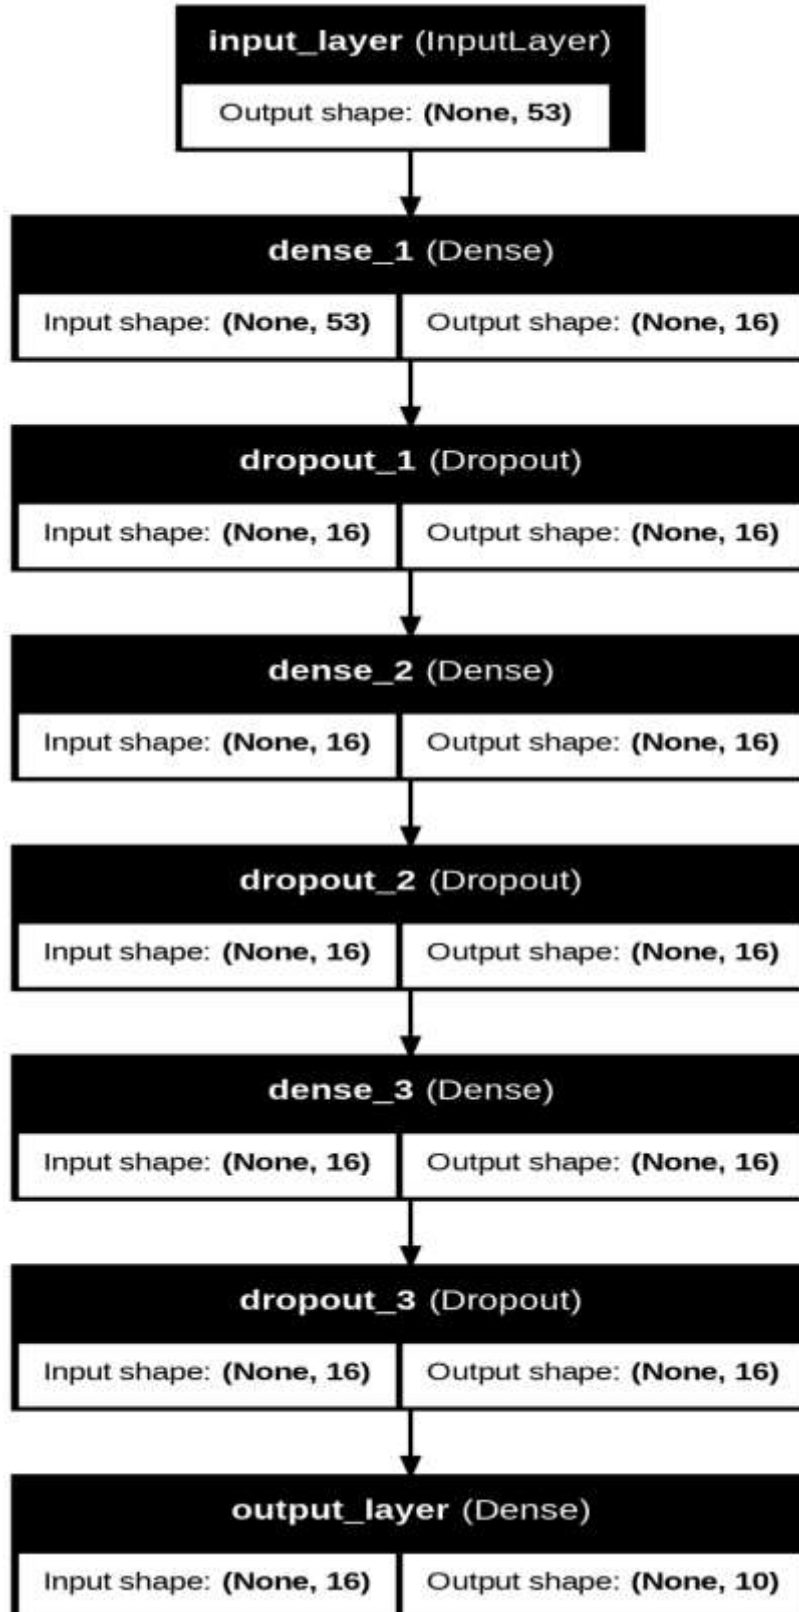 input_layer (InputLayer)
Output shape: (None, 53)
dense_1 (Dense)
Input shape: (None, 53) Output shape: (None, 16)
dropout_1 (Dropout)
Input shape: (None, 16) Output shape: (None, 16)
dense_2 (Dense)
Input shape: (None, 16) Output shape: (None, 16)
dropout_2 (Dropout)
Input shape: (None, 16) Output shape: (None, 16)
dense_3 (Dense)
Input shape: (None, 16) Output shape: (None, 16)
dropout_3 (Dropout)
Input shape: (None, 16) Output shape: (None, 16)
output_layer (Dense)
Input shape: (None, 16) Output shape: (None, 10)